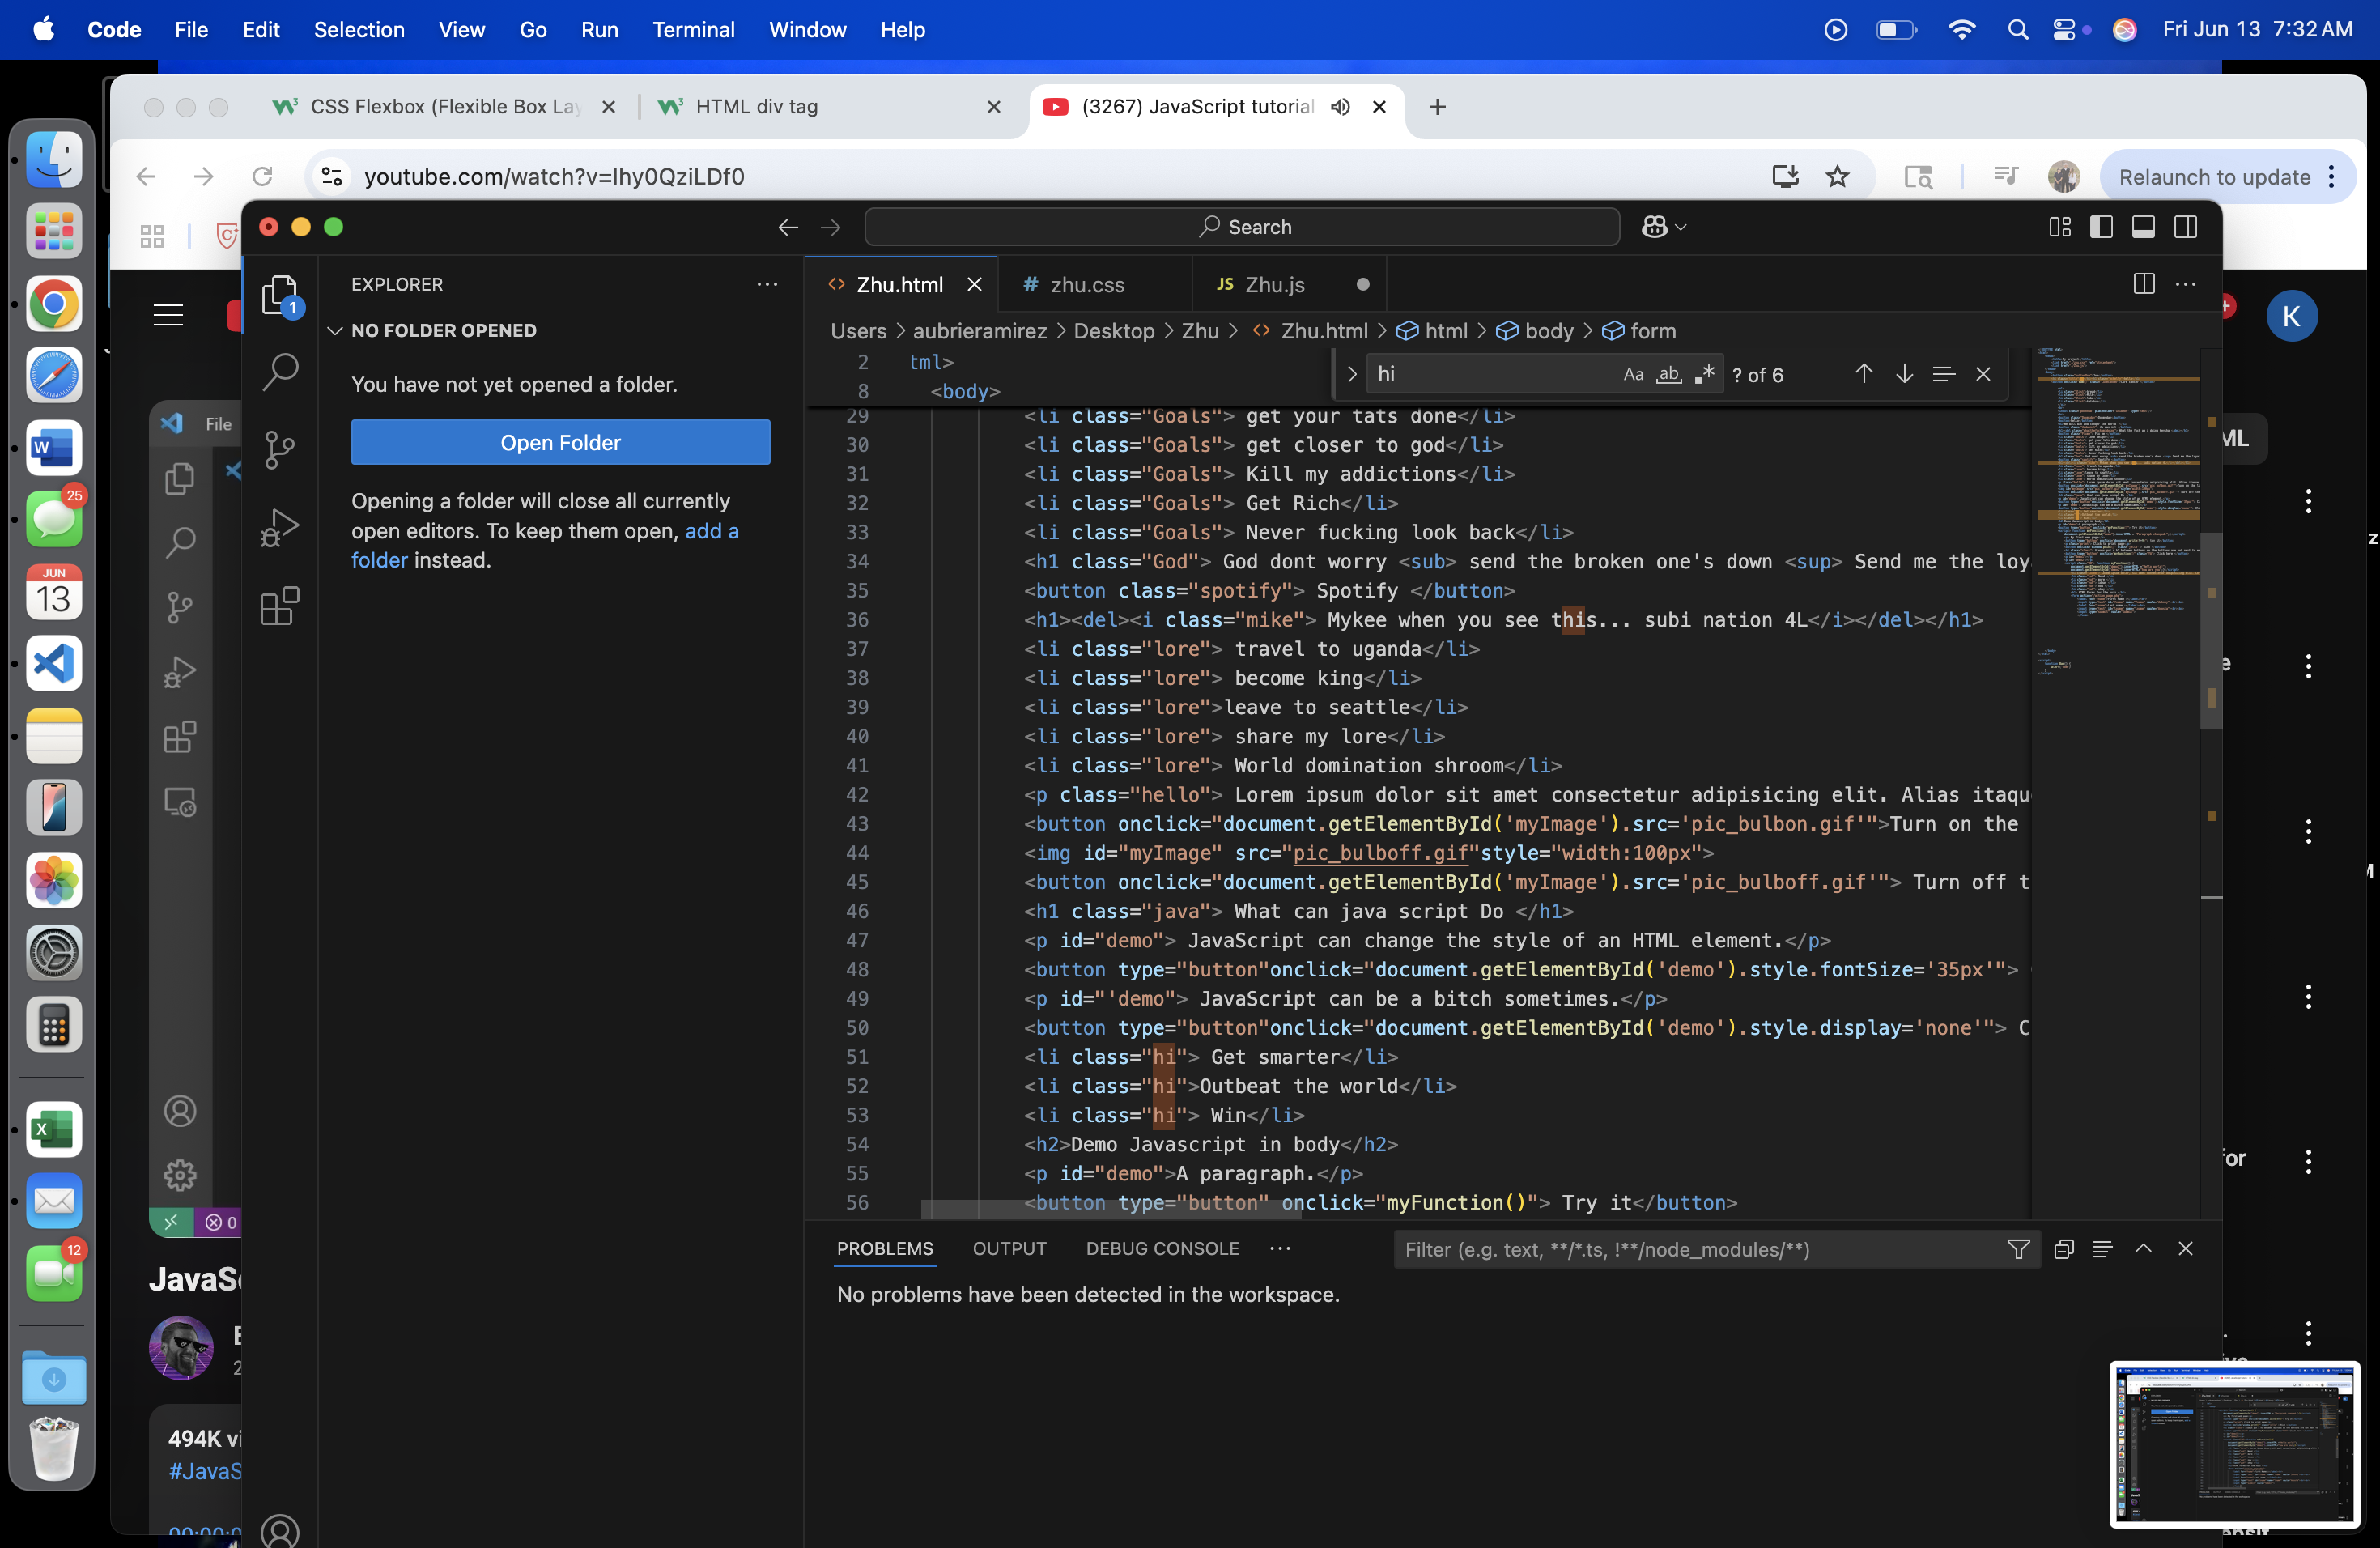 Code File Edit Selection View Go Run Terminal Window Help Fri Jun 13 7:32 AM
CSS Flexbox (Flexible Box Lay HTML div tag (3267) JavaScript tutorial
youtube.com/watch?v=lhy0QziLDf0 Relaunch to update
Search
EXPLORER
1
NO FOLDER OPENED
You have not yet opened a folder.
Open Folder
Opening a folder will close all currently
open editors. To keep them open, add a
folder instead.
Zhu.html # zhu.css JS Zhu.js
Users > aubrieramirez > Desktop > Zhu > Zhu.html > html > body > form
hi Aa ab ? of 6
2 tml>
8 <body>
29 <li class="Goals"> get your tats done</li>
30 <li class="Goals"> get closer to god</li>
31 <li class="Goals"> Kill my addictions</li>
32 <li class="Goals"> Get Rich</li>
33 <li class="Goals"> Never fucking look back</li>
34 <h1 class="God"> God dont worry <sub> send the broken one's down <sup> Send me the loy
35 <button class="spotify"> Spotify </button>
36 <h1><del><i class="mike"> Mykee when you see this... subi nation 4L</i></del></h1>
37 <li class="lore"> travel to uganda</li>
38 <li class="lore"> become king</li>
39 <li class="lore">leave to seattle</li>
40 <li class="lore"> share my lore</li>
41 <li class="lore"> World domination shroom</li>
42 <p class="hello"> Lorem ipsum dolor sit amet consectetur adipisicing elit. Alias itaqu
43 <button onclick="document.getElementById('myImage').src='pic_bulbon.gif'">Turn on the
44 <img id="myImage" src="pic_bulboff.gif"style="width:100px">
45 <button onclick="document.getElementById('myImage').src='pic_bulboff.gif'"> Turn off t
46 <h1 class="java"> What can java script Do </h1>
47 <p id="demo"> JavaScript can change the style of an HTML element.</p>
48 <button type="button"onclick="document.getElementById('demo').style.fontSize='35px'">
49 <p id="'demo"> JavaScript can be a bitch sometimes.</p>
50 <button type="button"onclick="document.getElementById('demo').style.display='none'"> C
51 <li class="hi"> Get smarter</li>
52 <li class="hi">Outbeat the world</li>
53 <li class="hi"> Win</li>
54 <h2>Demo Javascript in body</h2>
55 <p id="demo">A paragraph.</p>
56 <button type="button" onclick="myFunction()"> Try it</button>
PROBLEMS OUTPUT DEBUG CONSOLE Filter (e.g. text, **/*.ts, !**/node_modules/**)
No problems have been detected in the workspace.
File
0
JavaSc
494K vi
#JavaS
K
ML
for
25
JUN
13
12